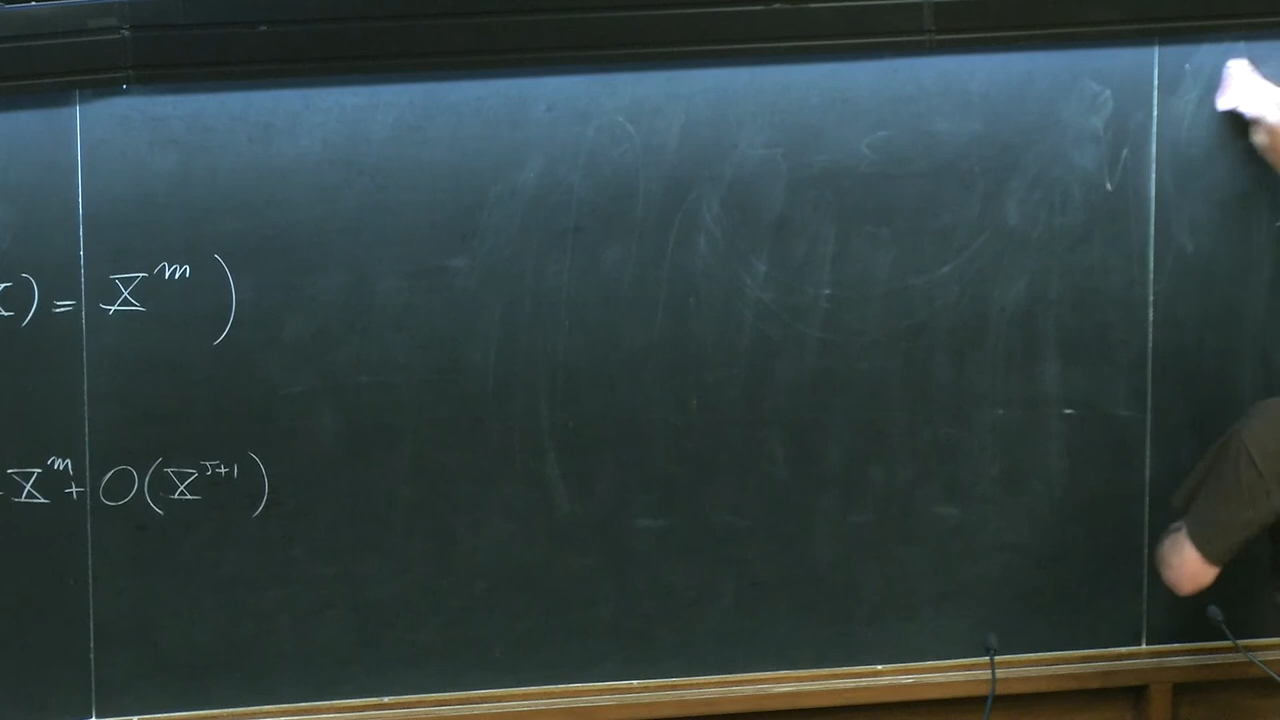 X) = X^m )
X^m + O(X^{J+1})